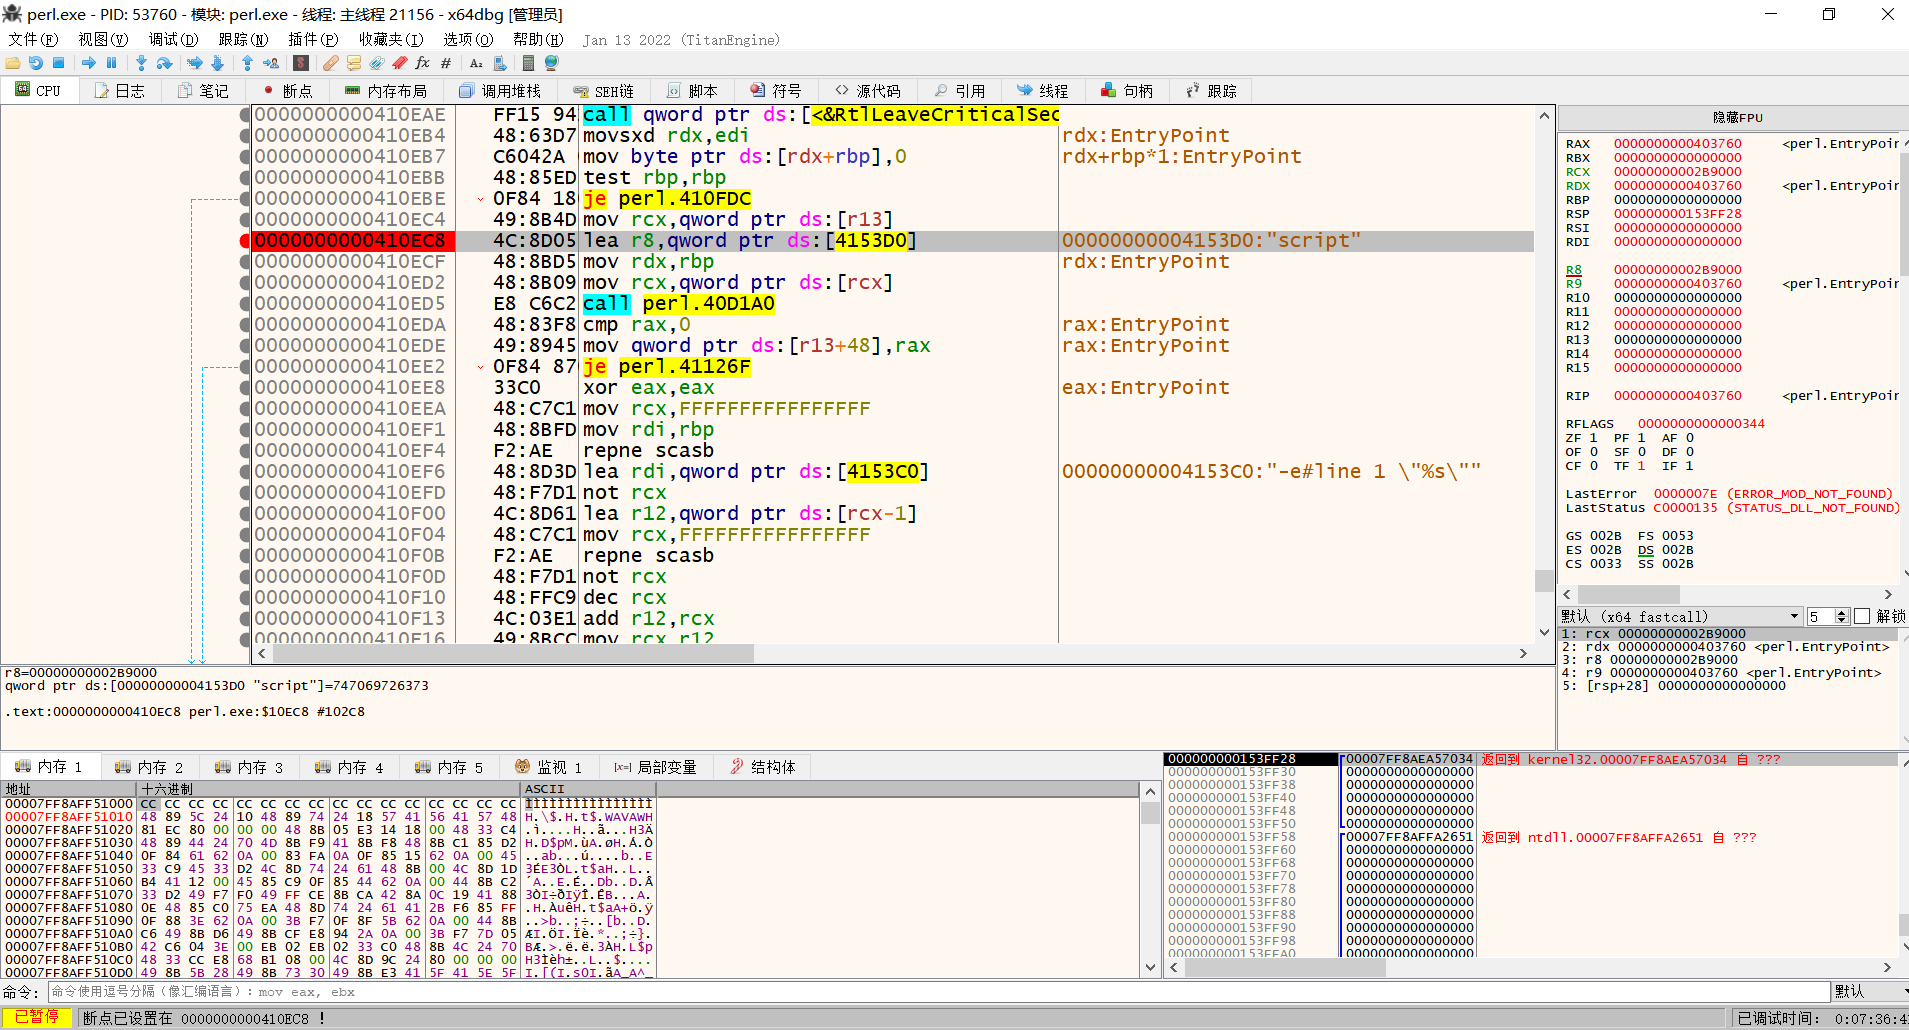 perl.exe - PID: 53760 - 模块: perl.exe - 线程: 主线程 21156 - x64dbg [管理员]
文件(F) 视图(V) 调试(D) 跟踪(N) 插件(P) 收藏夹(I) 选项(O) 帮助(H) Jan 13 2022 (TitanEngine)
CPU 日志 笔记 断点 内存布局 调用堆栈 SEH链 脚本 符号 源代码 引用 线程 句柄 跟踪
0000000000410EAE FF15 94 call qword ptr ds:[<&RtlLeaveCriticalSec
0000000000410EB4 48:63D7 movsxd rdx,edi rdx:EntryPoint
0000000000410EB7 C6042A mov byte ptr ds:[rdx+rbp],0 rdx+rbp*1:EntryPoint
0000000000410EBB 48:85ED test rbp,rbp
0000000000410EBE 0F84 18 je perl.410FDC
0000000000410EC4 49:8B4D mov rcx,qword ptr ds:[r13]
0000000000410EC8 4C:8D05 lea r8,qword ptr ds:[4153D0] 00000000004153D0:"script"
0000000000410ECF 48:8BD5 mov rdx,rbp rdx:EntryPoint
0000000000410ED2 48:8B09 mov rcx,qword ptr ds:[rcx]
0000000000410ED5 E8 C6C2 call perl.40D1A0
0000000000410EDA 48:83F8 cmp rax,0 rax:EntryPoint
0000000000410EDE 49:8945 mov qword ptr ds:[r13+48],rax rax:EntryPoint
0000000000410EE2 0F84 87 je perl.41126F
0000000000410EE8 33C0 xor eax,eax eax:EntryPoint
0000000000410EEA 48:C7C1 mov rcx,FFFFFFFFFFFFFFFF
0000000000410EF1 48:8BFD mov rdi,rbp
0000000000410EF4 F2:AE repne scasb
0000000000410EF6 48:8D3D lea rdi,qword ptr ds:[4153C0] 00000000004153C0:"-e#line 1 \"%s\""
0000000000410EFD 48:F7D1 not rcx
0000000000410F00 4C:8D61 lea r12,qword ptr ds:[rcx-1]
0000000000410F04 48:C7C1 mov rcx,FFFFFFFFFFFFFFFF
0000000000410F0B F2:AE repne scasb
0000000000410F0D 48:F7D1 not rcx
0000000000410F10 48:FFC9 dec rcx
0000000000410F13 4C:03E1 add r12,rcx
0000000000410F16 49:8BCC mov rcx,r12
隐藏FPU
RAX 0000000000403760 <perl.EntryPoin
RBX 0000000000000000
RCX 00000000002B9000
RDX 0000000000403760 <perl.EntryPoin
RBP 0000000000000000
RSP 000000000153FF28
RSI 0000000000000000
RDI 0000000000000000
R8 00000000002B9000
R9 0000000000403760 <perl.EntryPoin
R10 0000000000000000
R11 0000000000000000
R12 0000000000000000
R13 0000000000000000
R14 0000000000000000
R15 0000000000000000
RIP 0000000000403760 <perl.EntryPoin
RFLAGS 0000000000000344
ZF 1 PF 1 AF 0
OF 0 SF 0 DF 0
CF 0 TF 1 IF 1
LastError 0000007E (ERROR_MOD_NOT_FOUND)
LastStatus C0000135 (STATUS_DLL_NOT_FOUND)
GS 002B FS 0053
ES 002B DS 002B
CS 0033 SS 002B
默认 (x64 fastcall) 5 解锁
1: rcx 00000000002B9000
2: rdx 0000000000403760 <perl.EntryPoint>
3: r8 00000000002B9000
4: r9 0000000000403760 <perl.EntryPoint>
5: [rsp+28] 0000000000000000
r8=00000000002B9000
qword ptr ds:[00000000004153D0 "script"]=747069726373
.text:0000000000410EC8 perl.exe:$10EC8 #102C8
内存 1 内存 2 内存 3 内存 4 内存 5 监视 1 [x=] 局部变量 结构体
地址 十六进制 ASCII
00007FF8AFF51000 CC CC CC CC CC CC CC CC CC CC CC CC CC CC CC CC ÌÌÌÌÌÌÌÌÌÌÌÌÌÌÌÌ
00007FF8AFF51010 48 89 5C 24 10 48 89 74 24 18 57 41 56 41 57 48 H.\$.H.t$.WAVAWH
00007FF8AFF51020 81 EC 80 00 00 00 48 8B 05 E3 14 18 00 48 33 C4 .ì....H..ã...H3Ä
00007FF8AFF51030 48 89 44 24 70 4D 8B F9 41 8B F8 48 8B C1 85 D2 H.D$pM.ùA.øH.Á.Ò
00007FF8AFF51040 0F 84 61 62 0A 00 83 FA 0A 0F 85 15 62 0A 00 45 ..ab...ú....b..E
00007FF8AFF51050 33 C9 45 33 D2 4C 8D 74 24 61 48 8B 00 4C 8D 1D 3ÉE3ÒL.t$aH..L..
00007FF8AFF51060 B4 41 12 00 45 85 C9 0F 85 44 62 0A 00 44 8B C2 ´A..E.É..Db..D.Â
00007FF8AFF51070 33 D2 49 F7 F0 49 FF CE 8B CA 42 8A 0C 19 41 88 3ÒI÷ðIÿÎ.ÊB...A.
00007FF8AFF51080 0E 48 85 C0 75 EA 48 8D 74 24 61 41 2B F6 85 FF .H.ÀuêH.t$aA+ö.ÿ
00007FF8AFF51090 0F 88 3E 62 0A 00 3B F7 0F 8F 5B 62 0A 00 44 8B ..>b..;÷..[b..D.
00007FF8AFF510A0 C6 49 8B D6 49 8B CF E8 94 2A 0A 00 3B F7 7D 05 ÆI.ÖI.Ïè.*..;÷}.
00007FF8AFF510B0 42 C6 04 3E 00 EB 02 EB 02 33 C0 48 8B 4C 24 70 BÆ.>.ë.ë.3ÀH.L$p
00007FF8AFF510C0 48 33 CC E8 68 B1 08 00 4C 8D 9C 24 80 00 00 00 H3Ìèh±..L..$....
00007FF8AFF510D0 49 8B 5B 28 49 8B 73 30 49 8B E3 41 5F 41 5E 5F I.[(I.s0I.ãA_A^_
000000000153FF28 00007FF8AEA57034 返回到 kernel32.00007FF8AEA57034 自 ???
000000000153FF30 0000000000000000
000000000153FF38 0000000000000000
000000000153FF40 0000000000000000
000000000153FF48 0000000000000000
000000000153FF50 0000000000000000
000000000153FF58 00007FF8AFFA2651 返回到 ntdll.00007FF8AFFA2651 自 ???
000000000153FF60 0000000000000000
000000000153FF68 0000000000000000
000000000153FF70 0000000000000000
000000000153FF78 0000000000000000
000000000153FF80 0000000000000000
000000000153FF88 0000000000000000
000000000153FF90 0000000000000000
000000000153FF98 0000000000000000
000000000153FFA0 0000000000000000
命令: 命令使用逗号分隔（像汇编语言）: mov eax, ebx 默认
已暂停 断点已设置在 0000000000410EC8 ! 已调试时间: 0:07:36:4